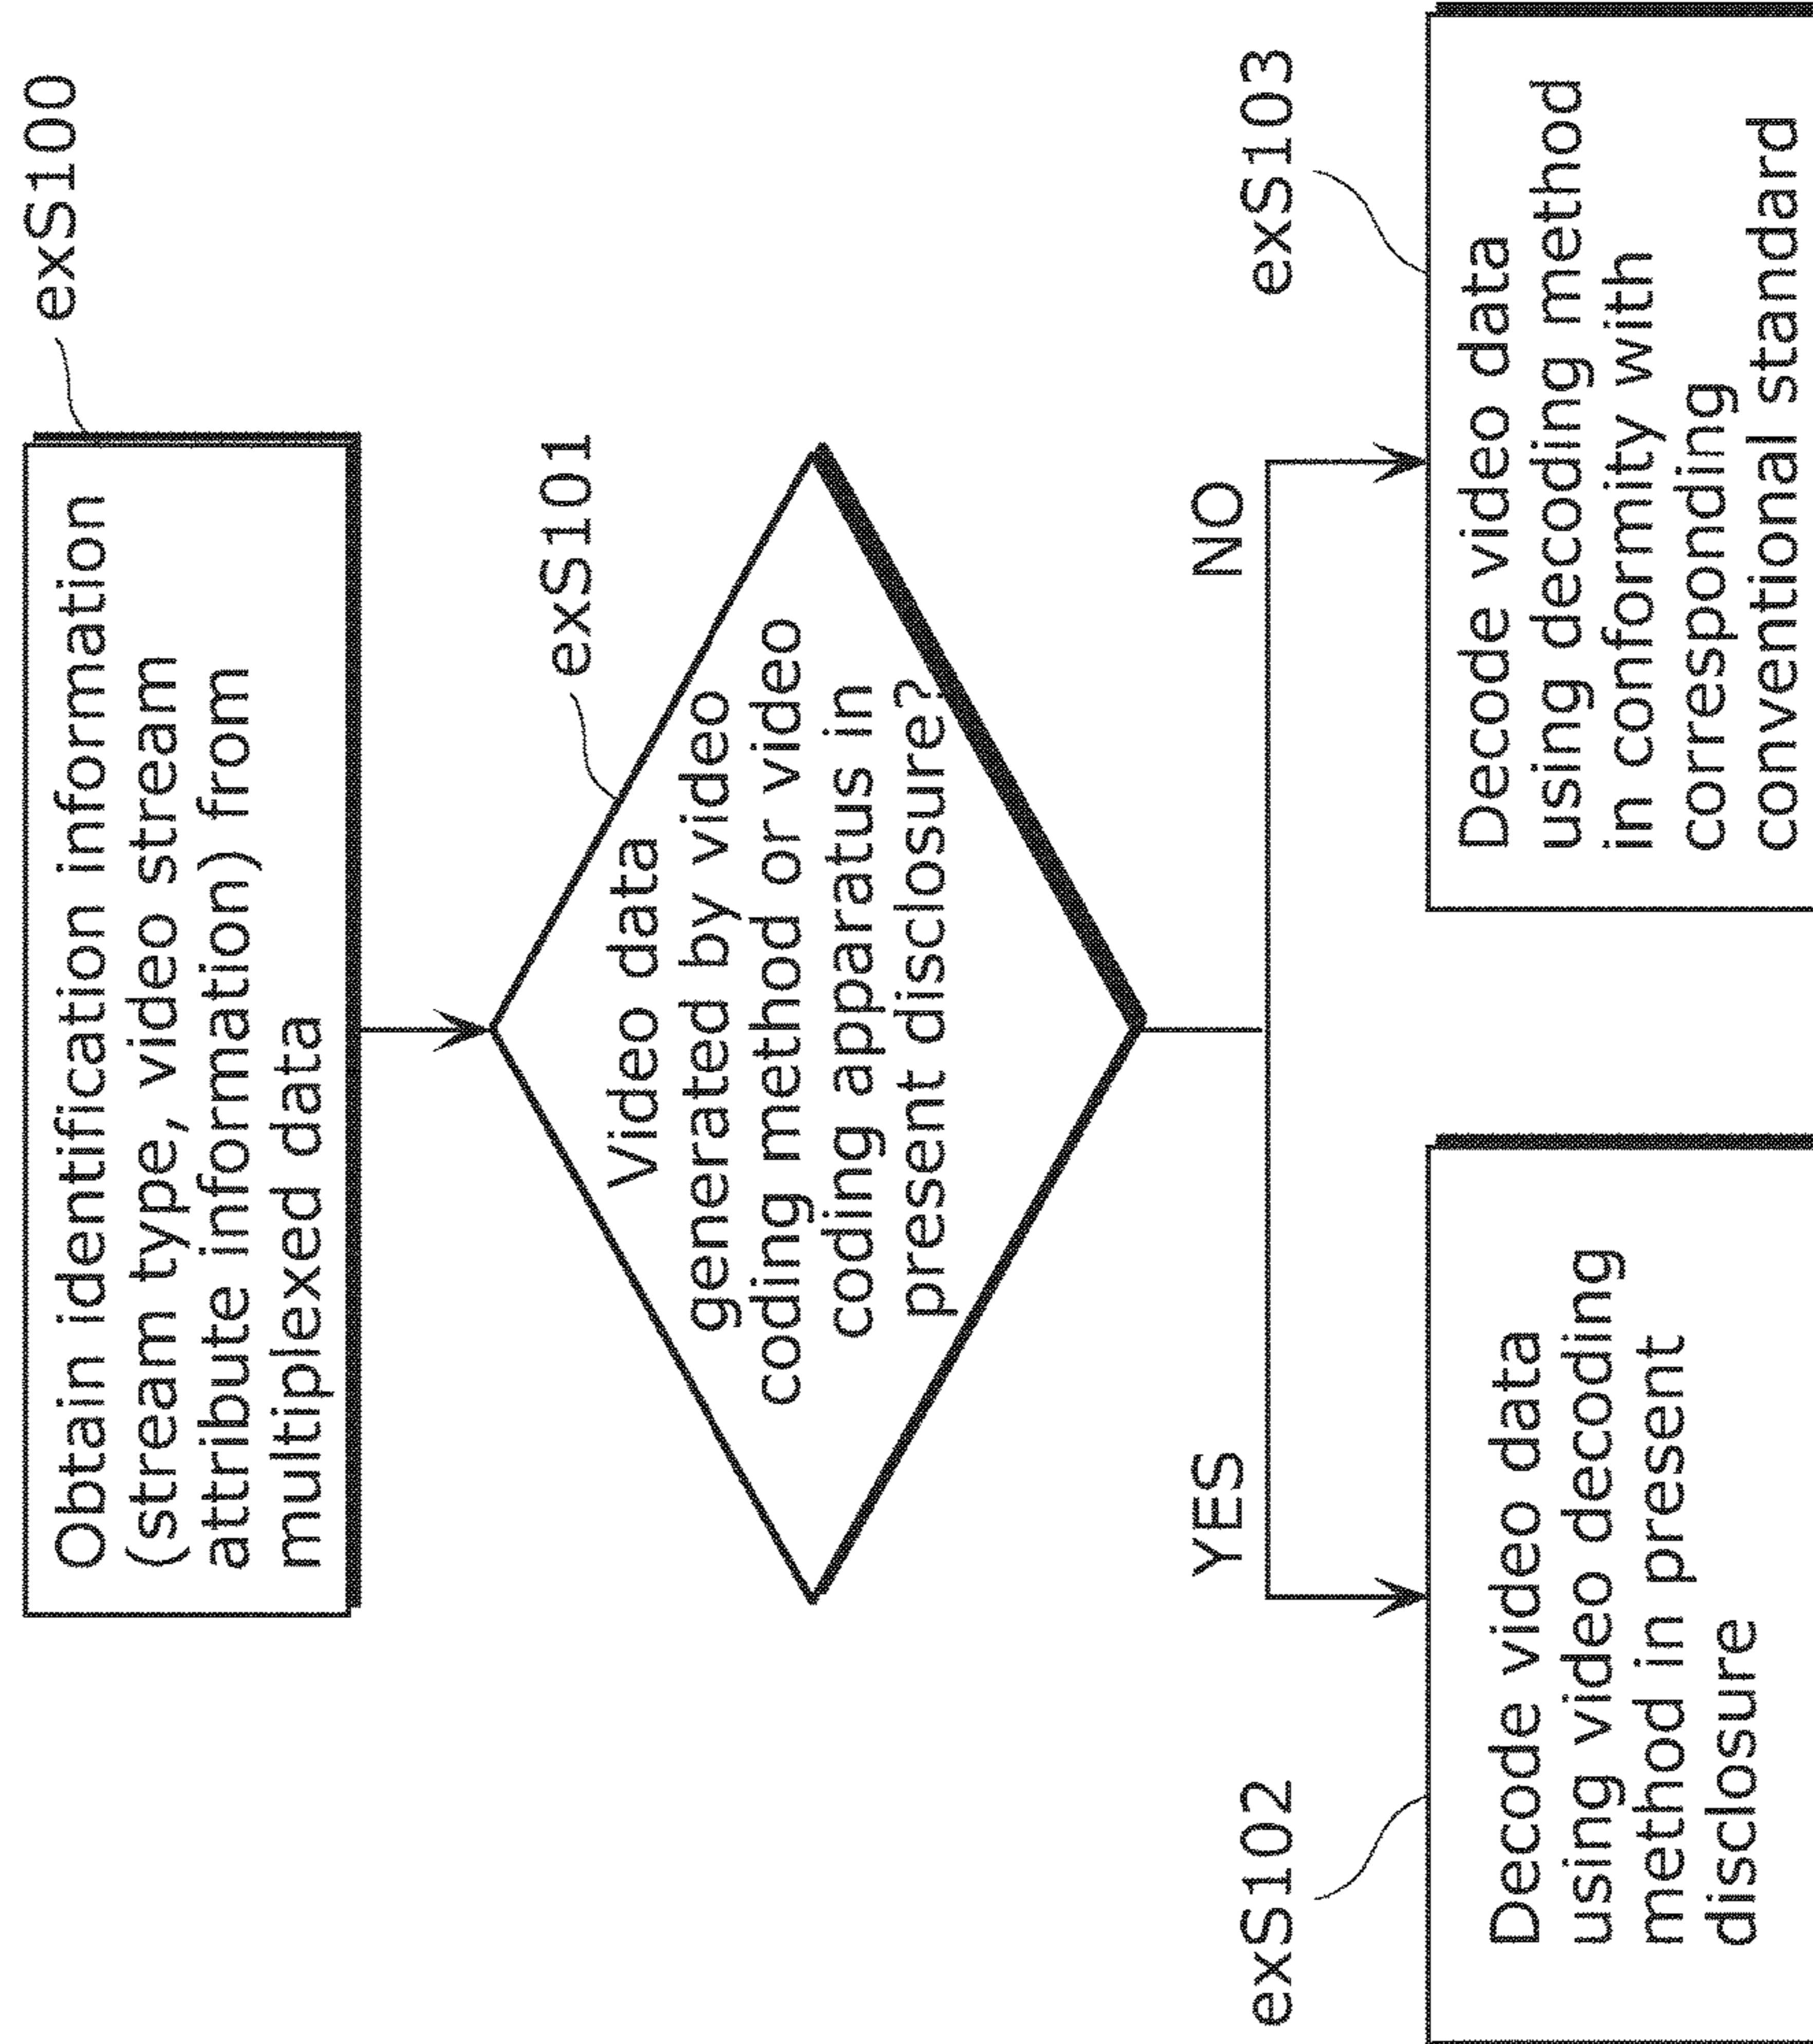 exS100
Obtain identification information
(stream type, video stream
attribute information) from
multiplexed data
exS101
Video data
generated by video
coding method or video
coding apparatus in
present disclosure?
YES
NO
exS102
Decode video data
using video decoding
method in present
disclosure
exS103
Decode video data
using decoding method
in conformity with
corresponding
conventional standard